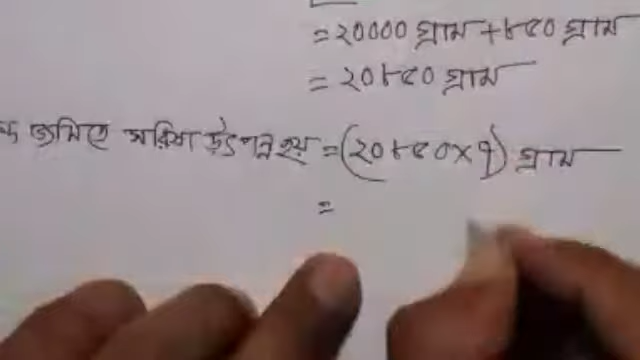 = ২০০০০ গ্রাম + ৮৫০ গ্রাম
= ২০৮৫০ গ্রাম
জমিতে সরিষা উৎপন্ন হয় = (২০৮৫০ × ৭) গ্রাম
=